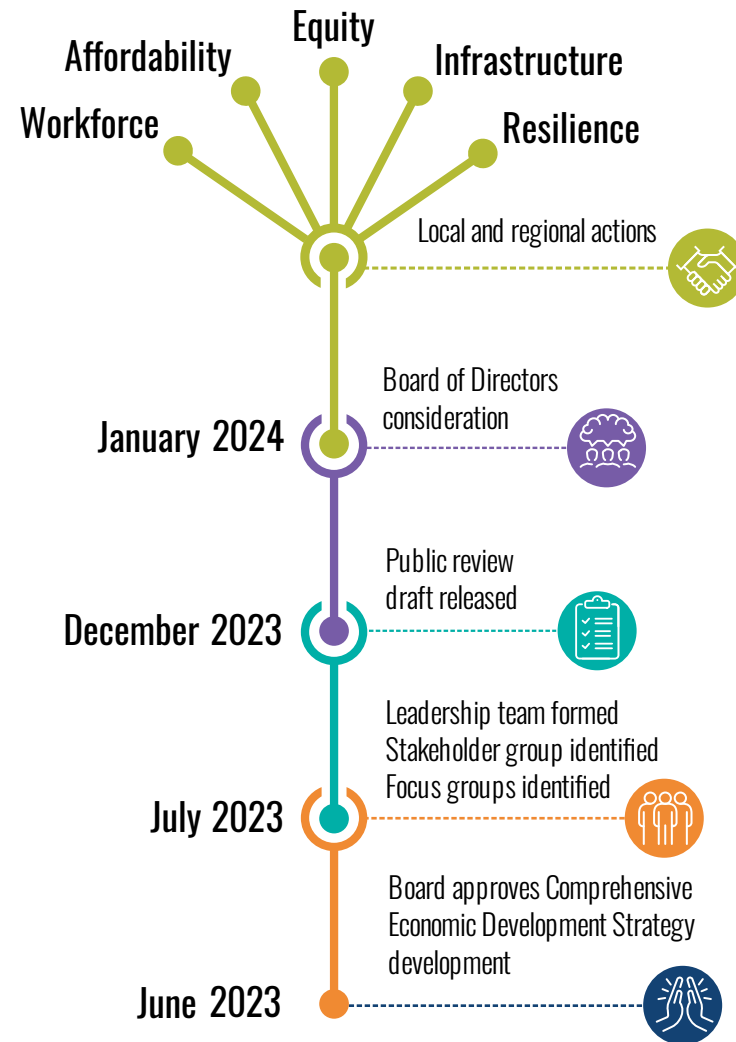 Equity
Affordability
Infrastructure
Workforce
Resilience
Local and regional actions
January 2024
Board of Directors
consideration
December 2023
Public review
draft released
July 2023
Leadership team formed
Stakeholder group identified
Focus groups identified
June 2023
Board approves Comprehensive
Economic Development Strategy
development